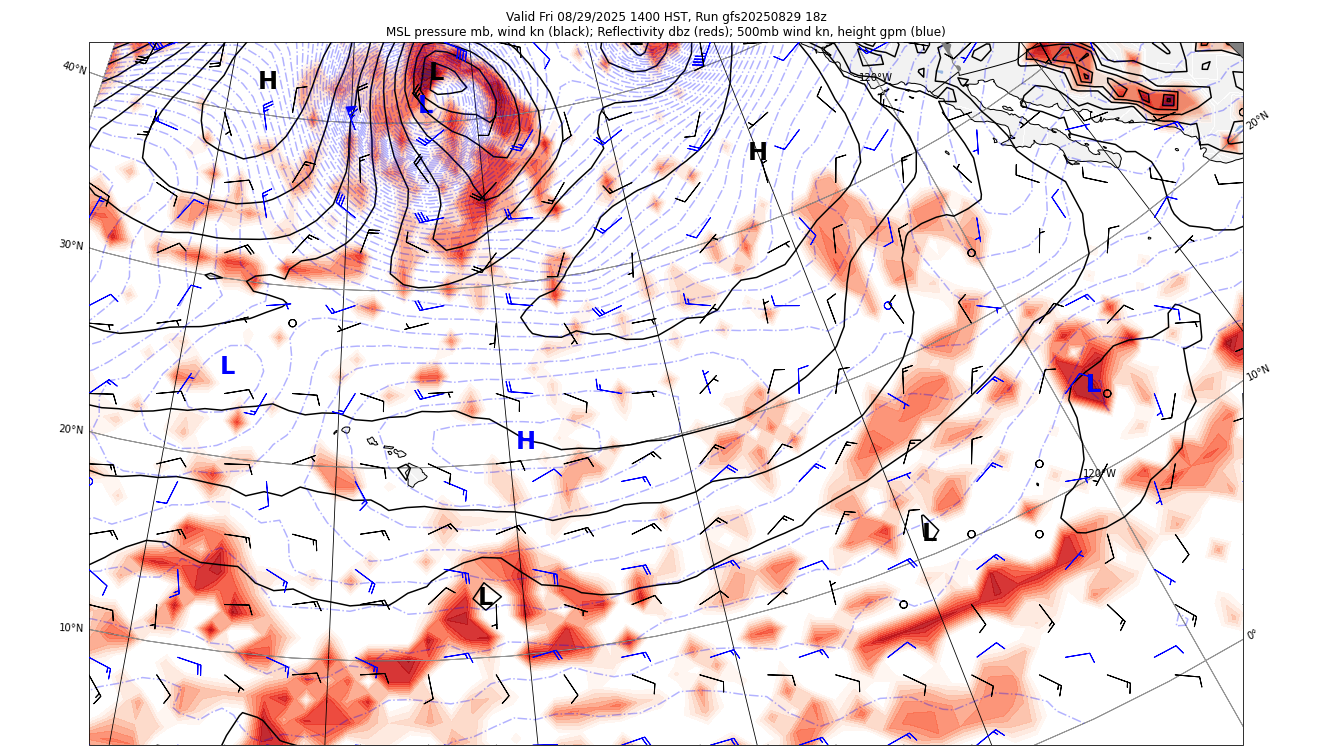 Valid Fri 08/29/2025 1400 HST, Run gfs20250829 18z
MSL pressure mb, wind kn (black); Reflectivity dbz (reds); 500mb wind kn, height gpm (blue)
40°N
H
L
L
120°W
20°N
H
30°N
L
L
10°N
20°N
H
120°W
L
L
10°N
0°